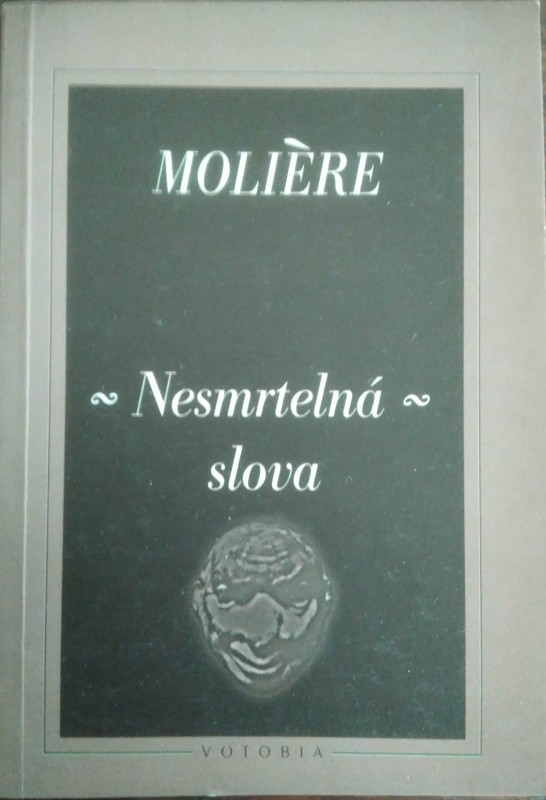 MOLIÈRE
~ Nesmrtelná ~
slova
VOTOBIA